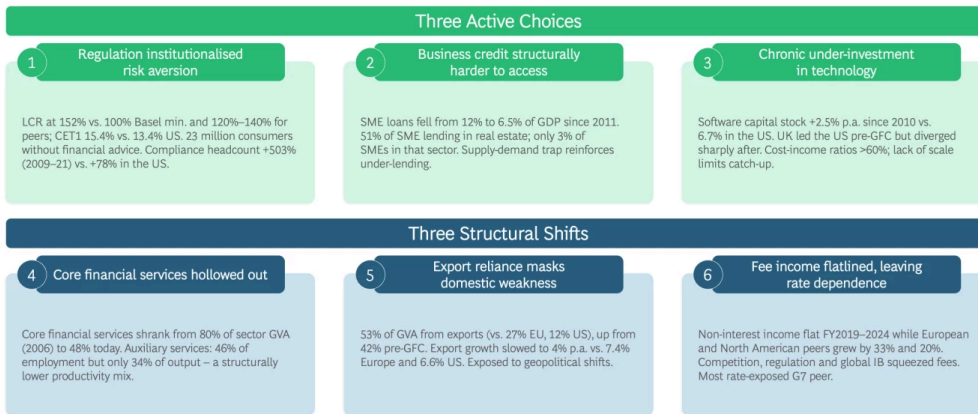 Three Active Choices
1
Regulation institutionalised
risk aversion
LCR at 152% vs. 100% Basel min. and 120%–140% for
peers; CET1 15.4% vs. 13.4% US. 23 million consumers
without financial advice. Compliance headcount +503%
(2009–21) vs. +78% in the US.
2
Business credit structurally
harder to access
SME loans fell from 12% to 6.5% of GDP since 2011.
51% of SME lending in real estate; only 3% of
SMEs in that sector. Supply-demand trap reinforces
under-lending.
3
Chronic under-investment
in technology
Software capital stock +2.5% p.a. since 2010 vs.
6.7% in the US. UK led the US pre-GFC but diverged
sharply after. Cost-income ratios >60%; lack of scale
limits catch-up.
Three Structural Shifts
4
Core financial services hollowed out
Core financial services shrank from 80% of sector GVA
(2006) to 48% today. Auxiliary services: 46% of
employment but only 34% of output – a structurally
lower productivity mix.
5
Export reliance masks
domestic weakness
53% of GVA from exports (vs. 27% EU, 12% US), up from
42% pre-GFC. Export growth slowed to 4% p.a. vs. 7.4%
Europe and 6.6% US. Exposed to geopolitical shifts.
6
Fee income flatlined, leaving
rate dependence
Non-interest income flat FY2019–2024 while European
and North American peers grew by 33% and 20%.
Competition, regulation and global IB squeezed fees.
Most rate-exposed G7 peer.